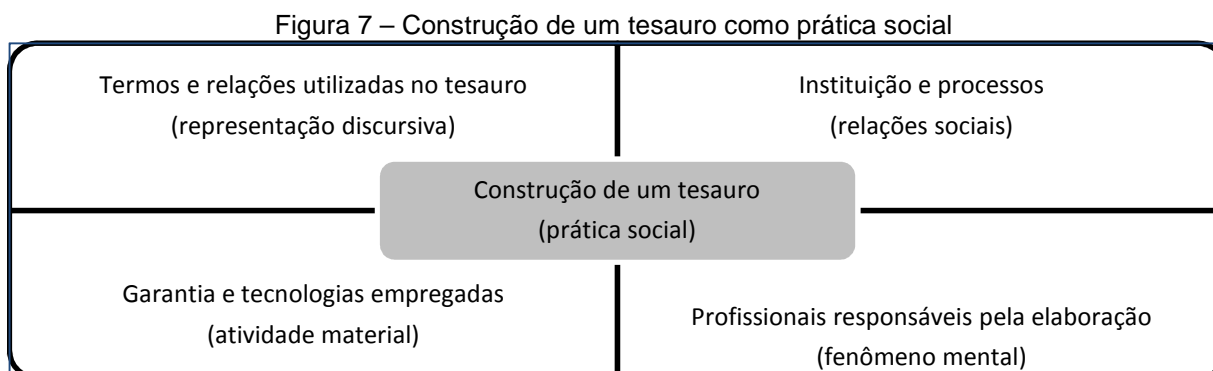 Figura 7 – Construção de um tesauro como prática social
Termos e relações utilizadas no tesauro
(representação discursiva)
Instituição e processos
(relações sociais)
Construção de um tesauro
(prática social)
Garantia e tecnologias empregadas
(atividade material)
Profissionais responsáveis pela elaboração
(fenômeno mental)